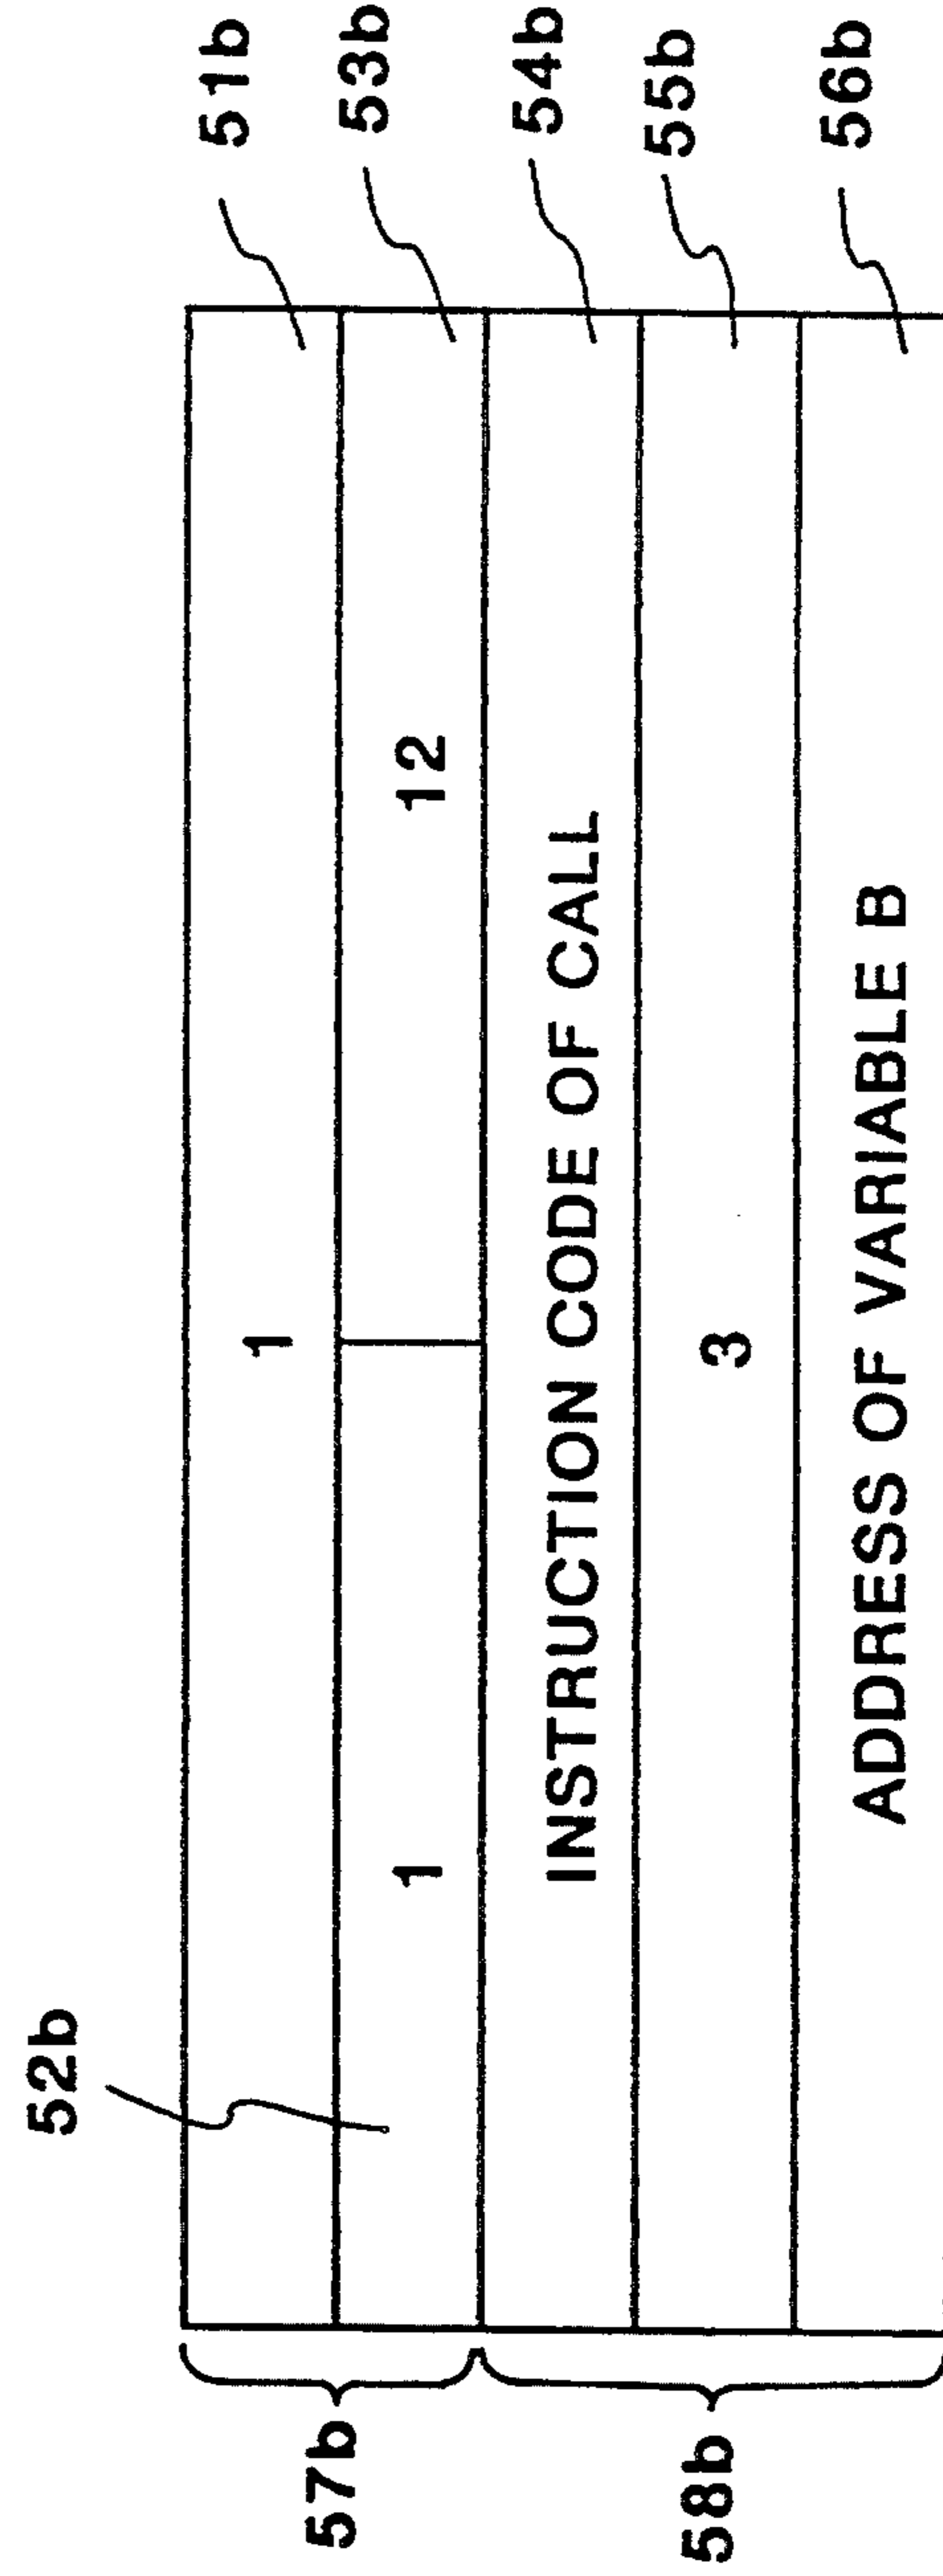 52b
1
51b
57b
1
12
53b
INSTRUCTION CODE OF CALL
54b
58b
3
55b
ADDRESS OF VARIABLE B
56b